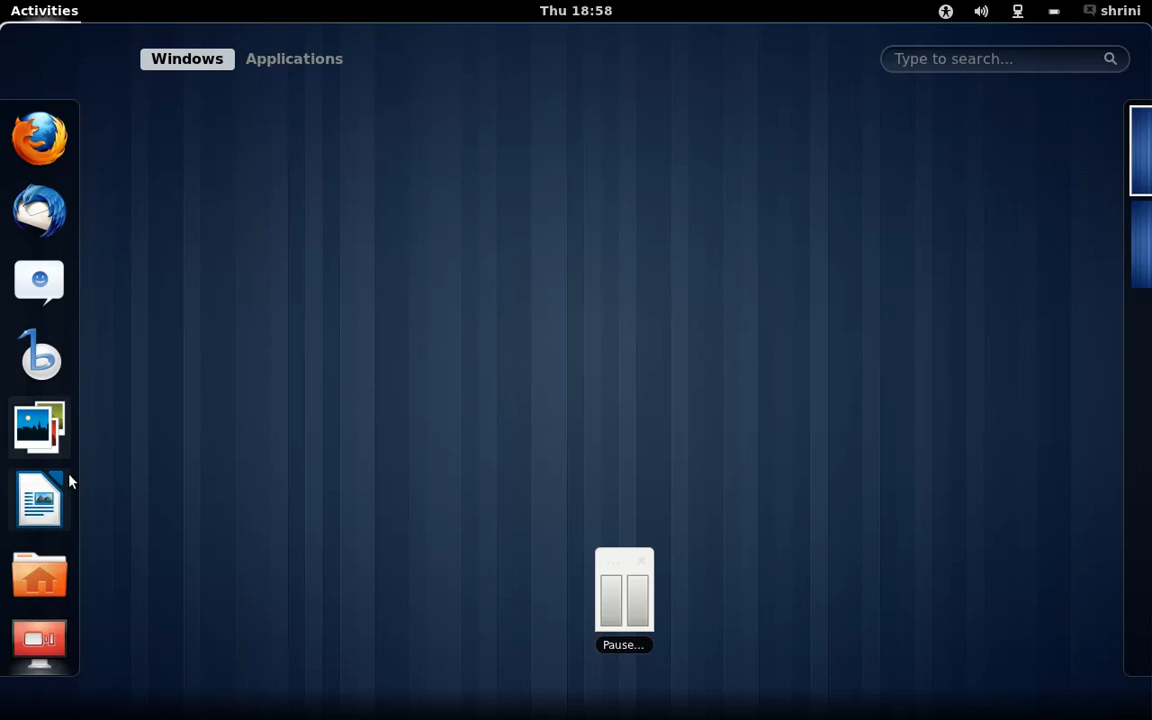 Activities
Thu 18:58
shrini
Windows
Applications
Type to search...
Pause...